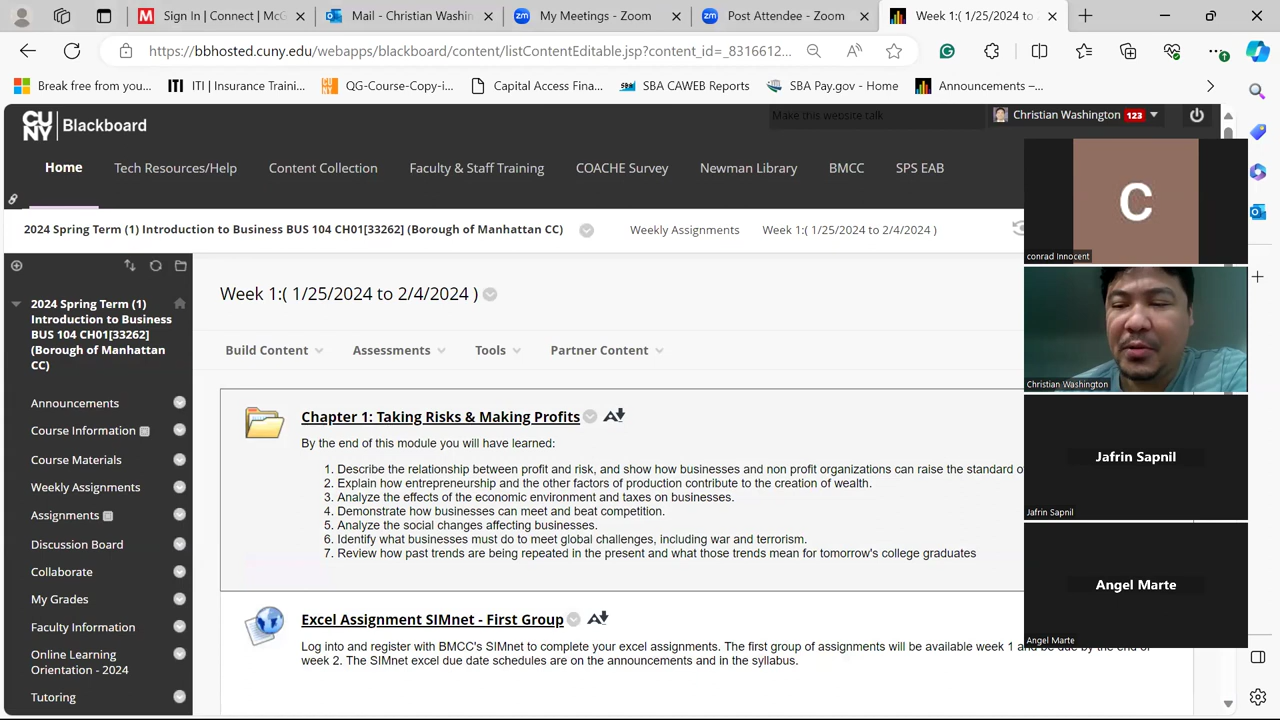 Sign In | Connect | McG
Mail - Christian Washin
My Meetings - Zoom
Post Attendee - Zoom
Week 1:( 1/25/2024 to
https://bbhosted.cuny.edu/webapps/blackboard/content/listContentEditable.jsp?content_id=_8316612...
Break free from you...
ITI | Insurance Traini...
QG-Course-Copy-i...
Capital Access Fina...
SBA CAWEB Reports
SBA Pay.gov - Home
Announcements –...
CU
NY
Blackboard
Make this website talk
Christian Washington 123
Home
Tech Resources/Help
Content Collection
Faculty & Staff Training
COACHE Survey
Newman Library
BMCC
SPS EAB
2024 Spring Term (1) Introduction to Business BUS 104 CH01[33262] (Borough of Manhattan CC)
Weekly Assignments
Week 1:( 1/25/2024 to 2/4/2024 )
2024 Spring Term (1)
Introduction to Business
BUS 104 CH01[33262]
(Borough of Manhattan
CC)
Announcements
Course Information
Course Materials
Weekly Assignments
Assignments
Discussion Board
Collaborate
My Grades
Faculty Information
Online Learning
Orientation - 2024
Tutoring
Week 1:( 1/25/2024 to 2/4/2024 )
Build Content
Assessments
Tools
Partner Content
Chapter 1: Taking Risks & Making Profits
By the end of this module you will have learned:
1. Describe the relationship between profit and risk, and show how businesses and non profit organizations can raise the standard o
2. Explain how entrepreneurship and the other factors of production contribute to the creation of wealth.
3. Analyze the effects of the economic environment and taxes on businesses.
4. Demonstrate how businesses can meet and beat competition.
5. Analyze the social changes affecting businesses.
6. Identify what businesses must do to meet global challenges, including war and terrorism.
7. Review how past trends are being repeated in the present and what those trends mean for tomorrow's college graduates
Excel Assignment SIMnet - First Group
Log into and register with BMCC's SIMnet to complete your excel assignments. The first group of assignments will be available week 1 and be due by the end of
week 2. The SIMnet excel due date schedules are on the announcements and in the syllabus.
C
conrad Innocent
Christian Washington
Jafrin Sapnil
Jafrin Sapnil
Angel Marte
Angel Marte